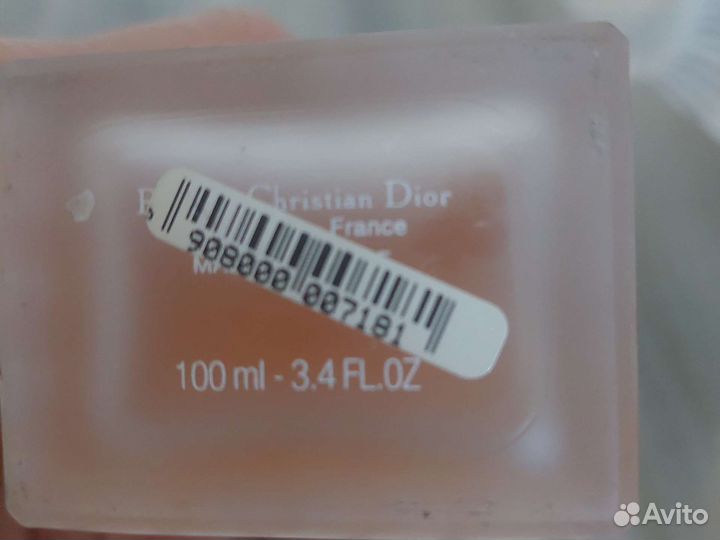 Christian Dior
France
908000 007181
100 ml - 3.4 FL.OZ
Avito